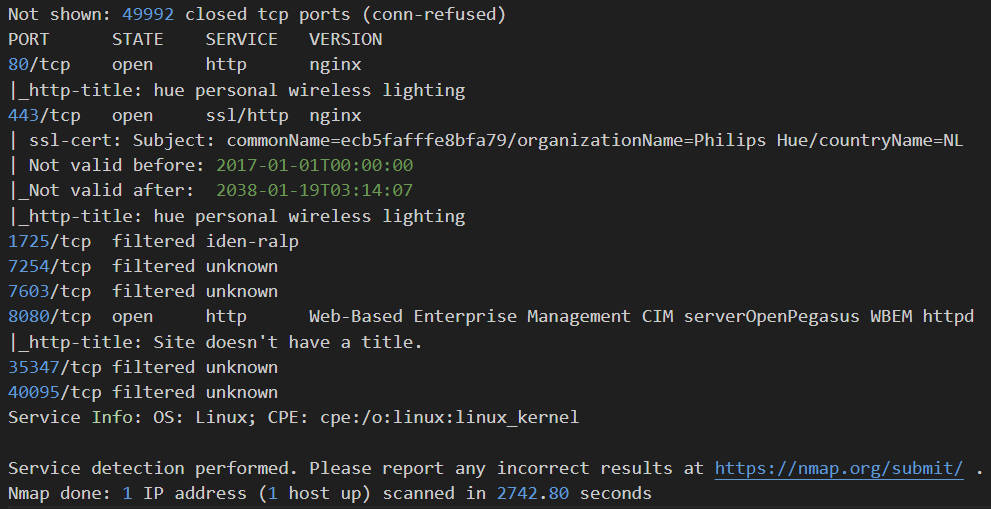 Not shown: 49992 closed tcp ports (conn-refused)
PORT      STATE    SERVICE   VERSION
80/tcp    open     http      nginx
|_http-title: hue personal wireless lighting
443/tcp   open     ssl/http  nginx
| ssl-cert: Subject: commonName=ecb5fafffe8bfa79/organizationName=Philips Hue/countryName=NL
| Not valid before: 2017-01-01T00:00:00
|_Not valid after:  2038-01-19T03:14:07
|_http-title: hue personal wireless lighting
1725/tcp  filtered iden-ralp
7254/tcp  filtered unknown
7603/tcp  filtered unknown
8080/tcp  open     http      Web-Based Enterprise Management CIM serverOpenPegasus WBEM httpd
|_http-title: Site doesn't have a title.
35347/tcp filtered unknown
40095/tcp filtered unknown
Service Info: OS: Linux; CPE: cpe:/o:linux:linux_kernel

Service detection performed. Please report any incorrect results at https://nmap.org/submit/ .
Nmap done: 1 IP address (1 host up) scanned in 2742.80 seconds